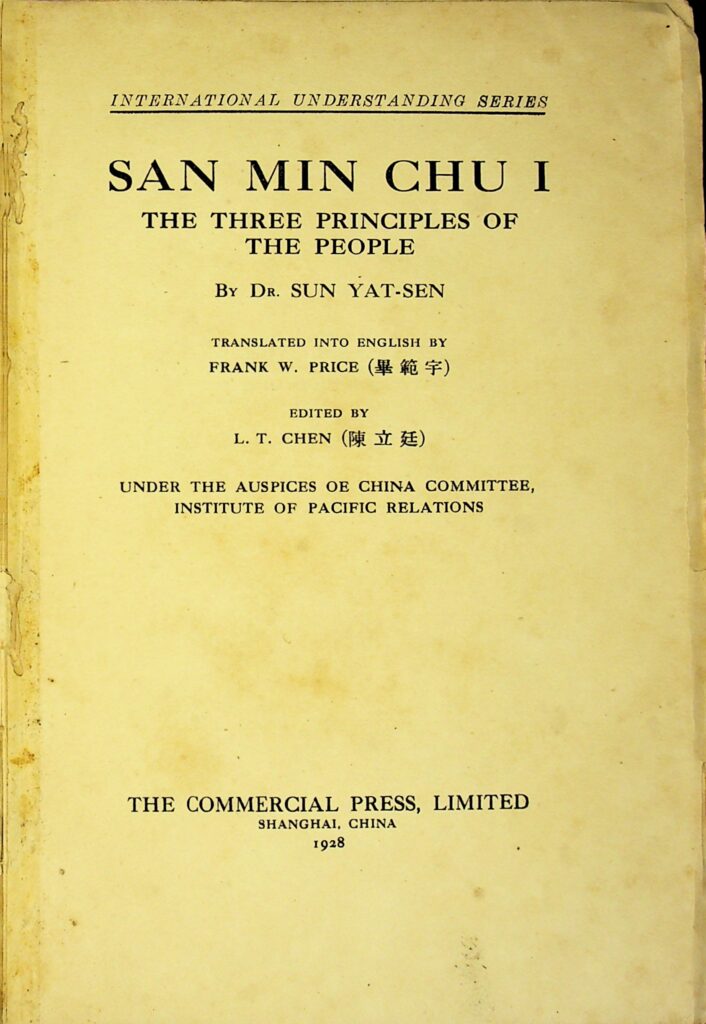 INTERNATIONAL UNDERSTANDING SERIES
SAN MIN CHU I
THE THREE PRINCIPLES OF
THE PEOPLE
BY DR. SUN YAT-SEN
TRANSLATED INTO ENGLISH BY
FRANK W. PRICE (畢範宇)
EDITED BY
L. T. CHEN (陳立廷)
UNDER THE AUSPICES OE CHINA COMMITTEE,
INSTITUTE OF PACIFIC RELATIONS
THE COMMERCIAL PRESS, LIMITED
SHANGHAI, CHINA
1928